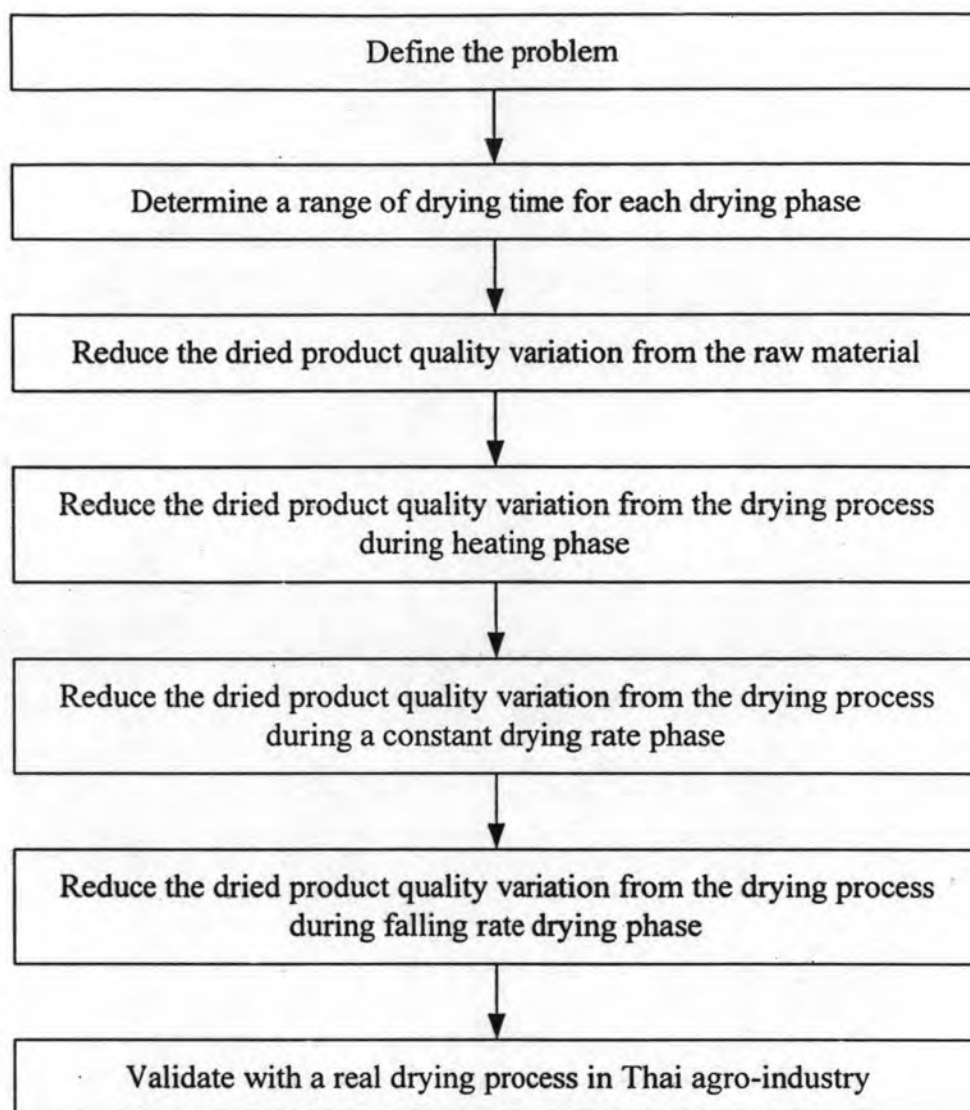 Define the problem
Determine a range of drying time for each drying phase
Reduce the dried product quality variation from the raw material
Reduce the dried product quality variation from the drying process
during heating phase
Reduce the dried product quality variation from the drying process
during a constant drying rate phase
Reduce the dried product quality variation from the drying process
during falling rate drying phase
Validate with a real drying process in Thai agro-industry